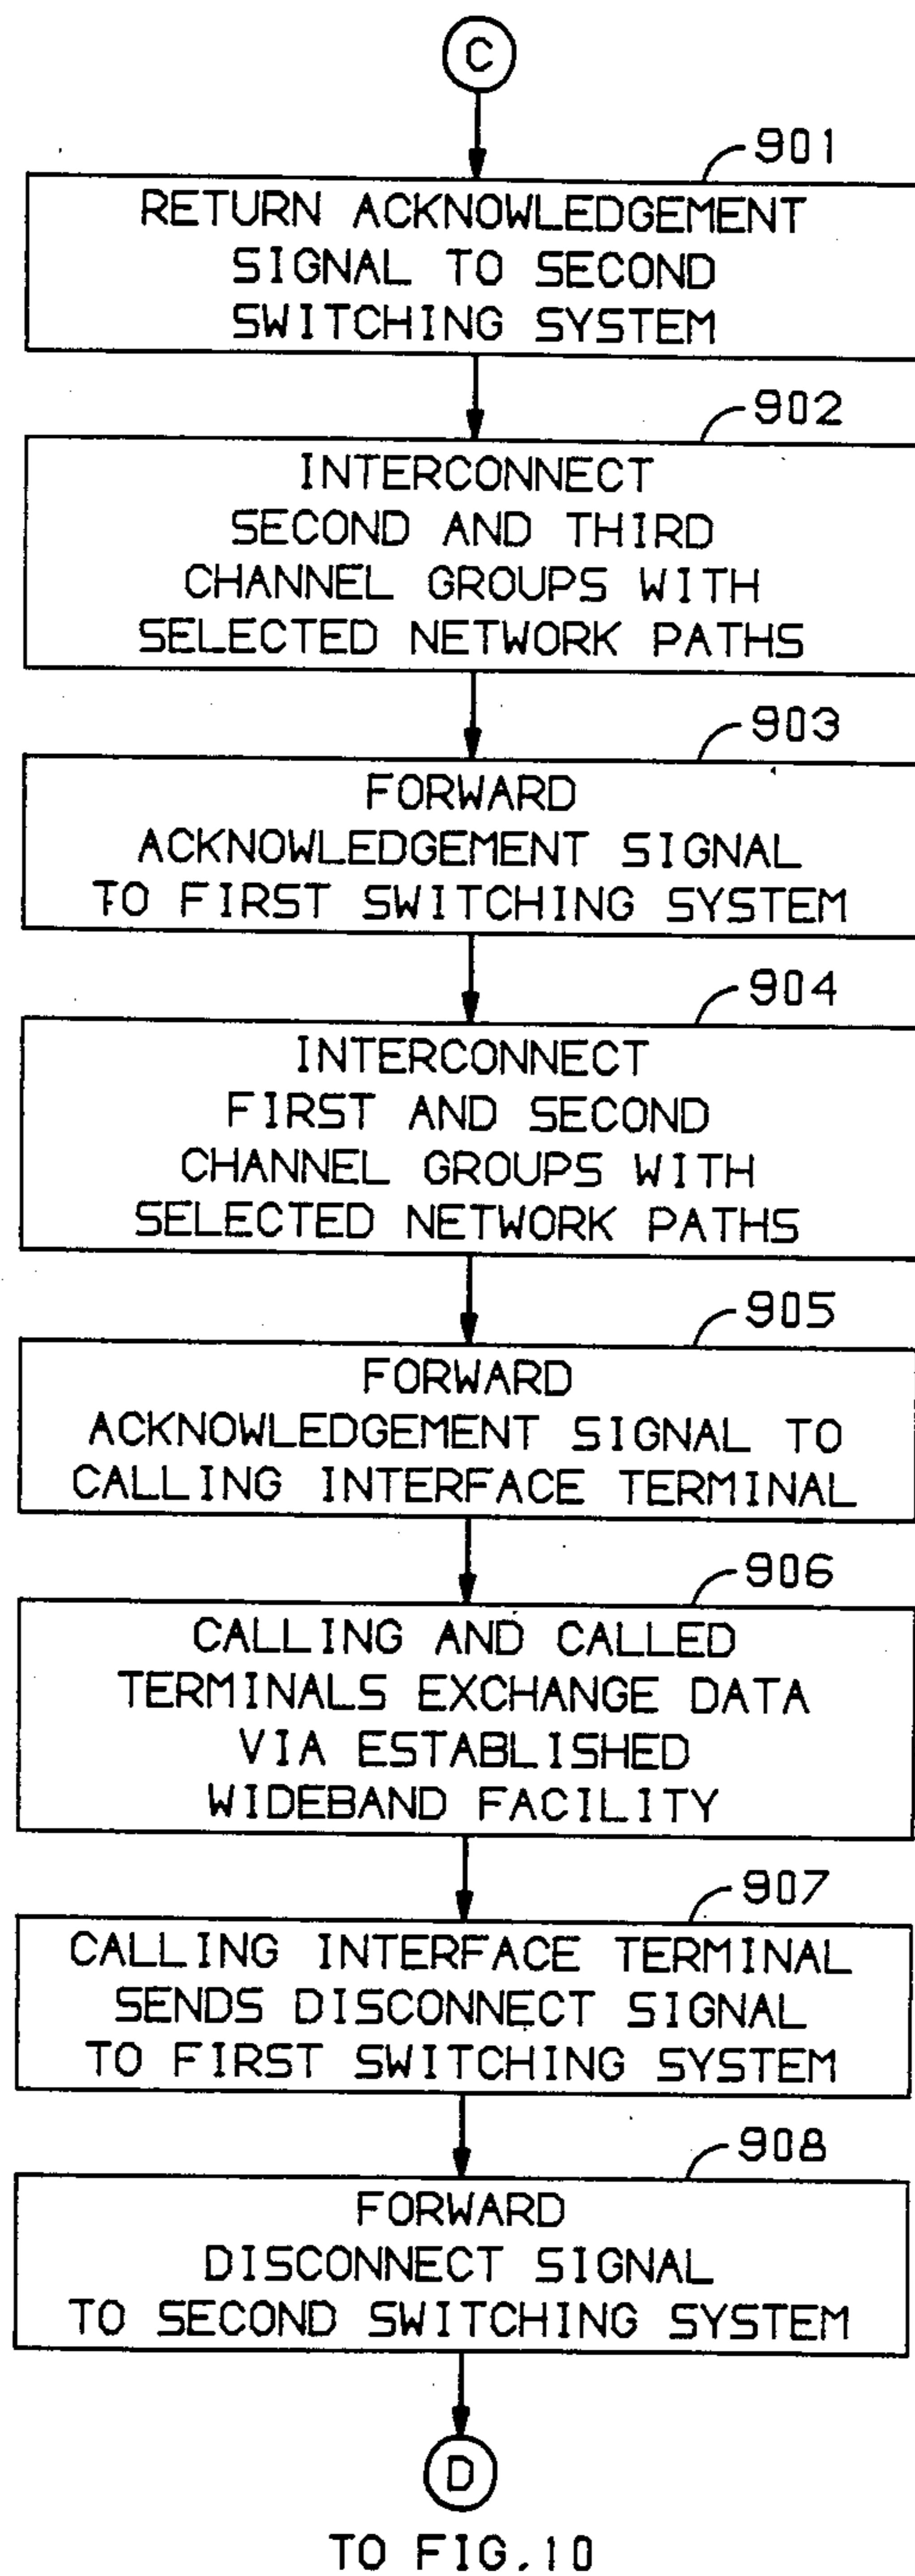 C
901
RETURN ACKNOWLEDGEMENT
SIGNAL TO SECOND
SWITCHING SYSTEM
902
INTERCONNECT
SECOND AND THIRD
CHANNEL GROUPS WITH
SELECTED NETWORK PATHS
903
FORWARD
ACKNOWLEDGEMENT SIGNAL
TO FIRST SWITCHING SYSTEM
904
INTERCONNECT
FIRST AND SECOND
CHANNEL GROUPS WITH
SELECTED NETWORK PATHS
905
FORWARD
ACKNOWLEDGEMENT SIGNAL TO
CALLING INTERFACE TERMINAL
906
CALLING AND CALLED
TERMINALS EXCHANGE DATA
VIA ESTABLISHED
WIDEBAND FACILITY
907
CALLING INTERFACE TERMINAL
SENDS DISCONNECT SIGNAL
TO FIRST SWITCHING SYSTEM
908
FORWARD
DISCONNECT SIGNAL
TO SECOND SWITCHING SYSTEM
D
TO FIG.10